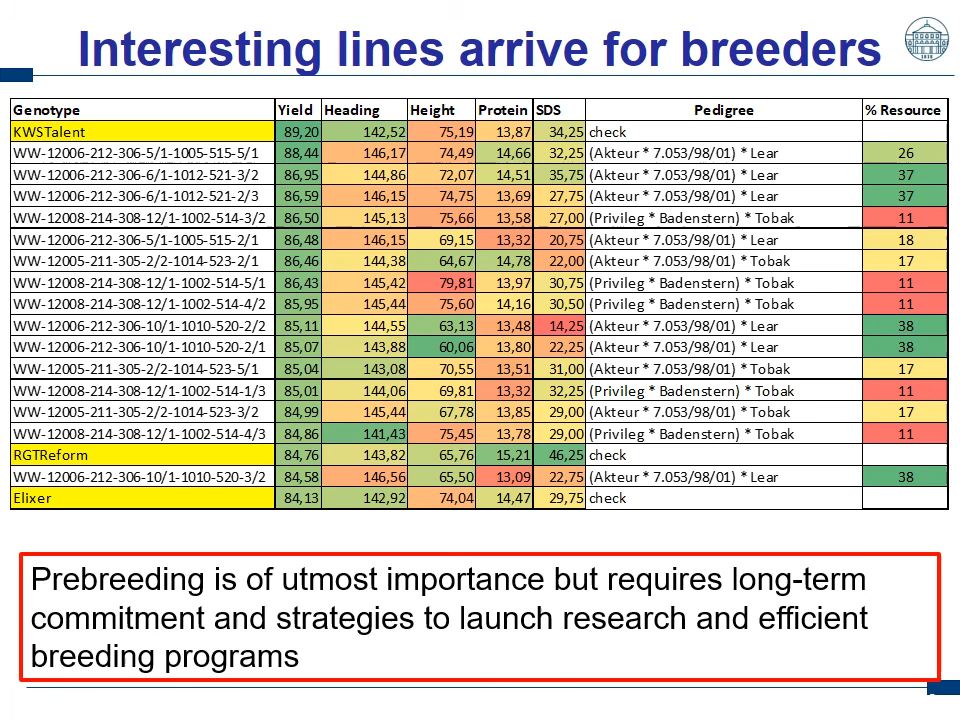 Interesting lines arrive for breeders
Genotype Yield Heading Height Protein SDS Pedigree % Resource
KWSTalent 89,20 142,52 75,19 13,87 34,25 check
WW-12006-212-306-5/1-1005-515-5/1 88,44 146,17 74,49 14,66 32,25 (Akteur * 7.053/98/01) * Lear 26
WW-12006-212-306-6/1-1012-521-3/2 86,95 144,86 72,07 14,51 35,75 (Akteur * 7.053/98/01) * Lear 37
WW-12006-212-306-6/1-1012-521-2/3 86,59 146,15 74,75 13,69 27,75 (Akteur * 7.053/98/01) * Lear 37
WW-12008-214-308-12/1-1002-514-3/2 86,50 145,13 75,66 13,58 27,00 (Privileg * Badenstern) * Tobak 11
WW-12006-212-306-5/1-1005-515-2/1 86,48 146,15 69,15 13,32 20,75 (Akteur * 7.053/98/01) * Lear 18
WW-12005-211-305-2/2-1014-523-2/1 86,46 144,38 64,67 14,78 22,00 (Akteur * 7.053/98/01) * Tobak 17
WW-12008-214-308-12/1-1002-514-5/1 86,43 145,42 79,81 13,97 30,75 (Privileg * Badenstern) * Tobak 11
WW-12008-214-308-12/1-1002-514-4/2 85,95 145,44 75,60 14,16 30,50 (Privileg * Badenstern) * Tobak 11
WW-12006-212-306-10/1-1010-520-2/2 85,11 144,55 63,13 13,48 14,25 (Akteur * 7.053/98/01) * Lear 38
WW-12006-212-306-10/1-1010-520-2/1 85,07 143,88 60,06 13,80 22,25 (Akteur * 7.053/98/01) * Lear 38
WW-12005-211-305-2/2-1014-523-5/1 85,04 143,08 70,55 13,51 31,00 (Akteur * 7.053/98/01) * Tobak 17
WW-12008-214-308-12/1-1002-514-1/3 85,01 144,06 69,81 13,32 32,25 (Privileg * Badenstern) * Tobak 11
WW-12005-211-305-2/2-1014-523-3/2 84,99 145,44 67,78 13,85 29,00 (Akteur * 7.053/98/01) * Tobak 17
WW-12008-214-308-12/1-1002-514-4/3 84,86 141,43 75,45 13,78 29,00 (Privileg * Badenstern) * Tobak 11
RGTReform 84,76 143,82 65,76 15,21 46,25 check
WW-12006-212-306-10/1-1010-520-3/2 84,58 146,56 65,50 13,09 22,75 (Akteur * 7.053/98/01) * Lear 38
Elixer 84,13 142,92 74,04 14,47 29,75 check
Prebreeding is of utmost importance but requires long-term
commitment and strategies to launch research and efficient
breeding programs